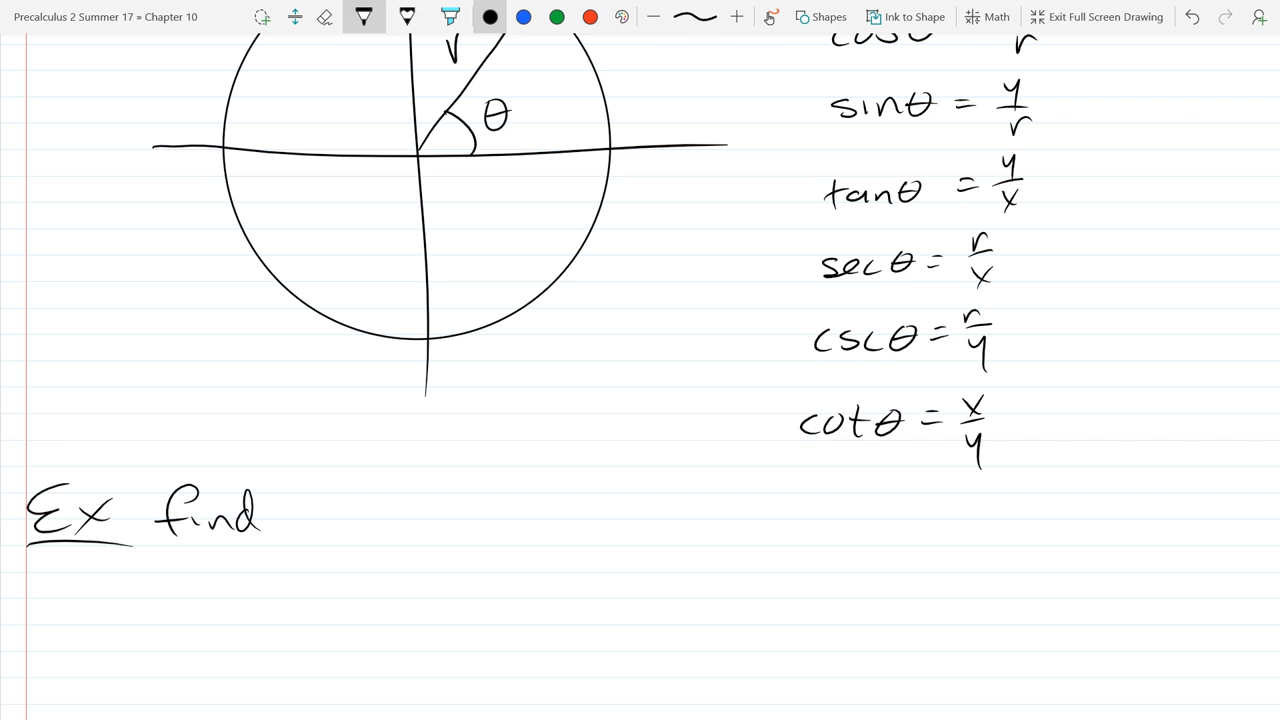 Precalculus 2 Summer 17 » Chapter 10
Shapes
Ink to Shape
Math
Exit Full Screen Drawing
r
θ
r
sinθ = y/r
tanθ = y/x
secθ = r/x
cscθ = r/y
cotθ = x/y
Ex find